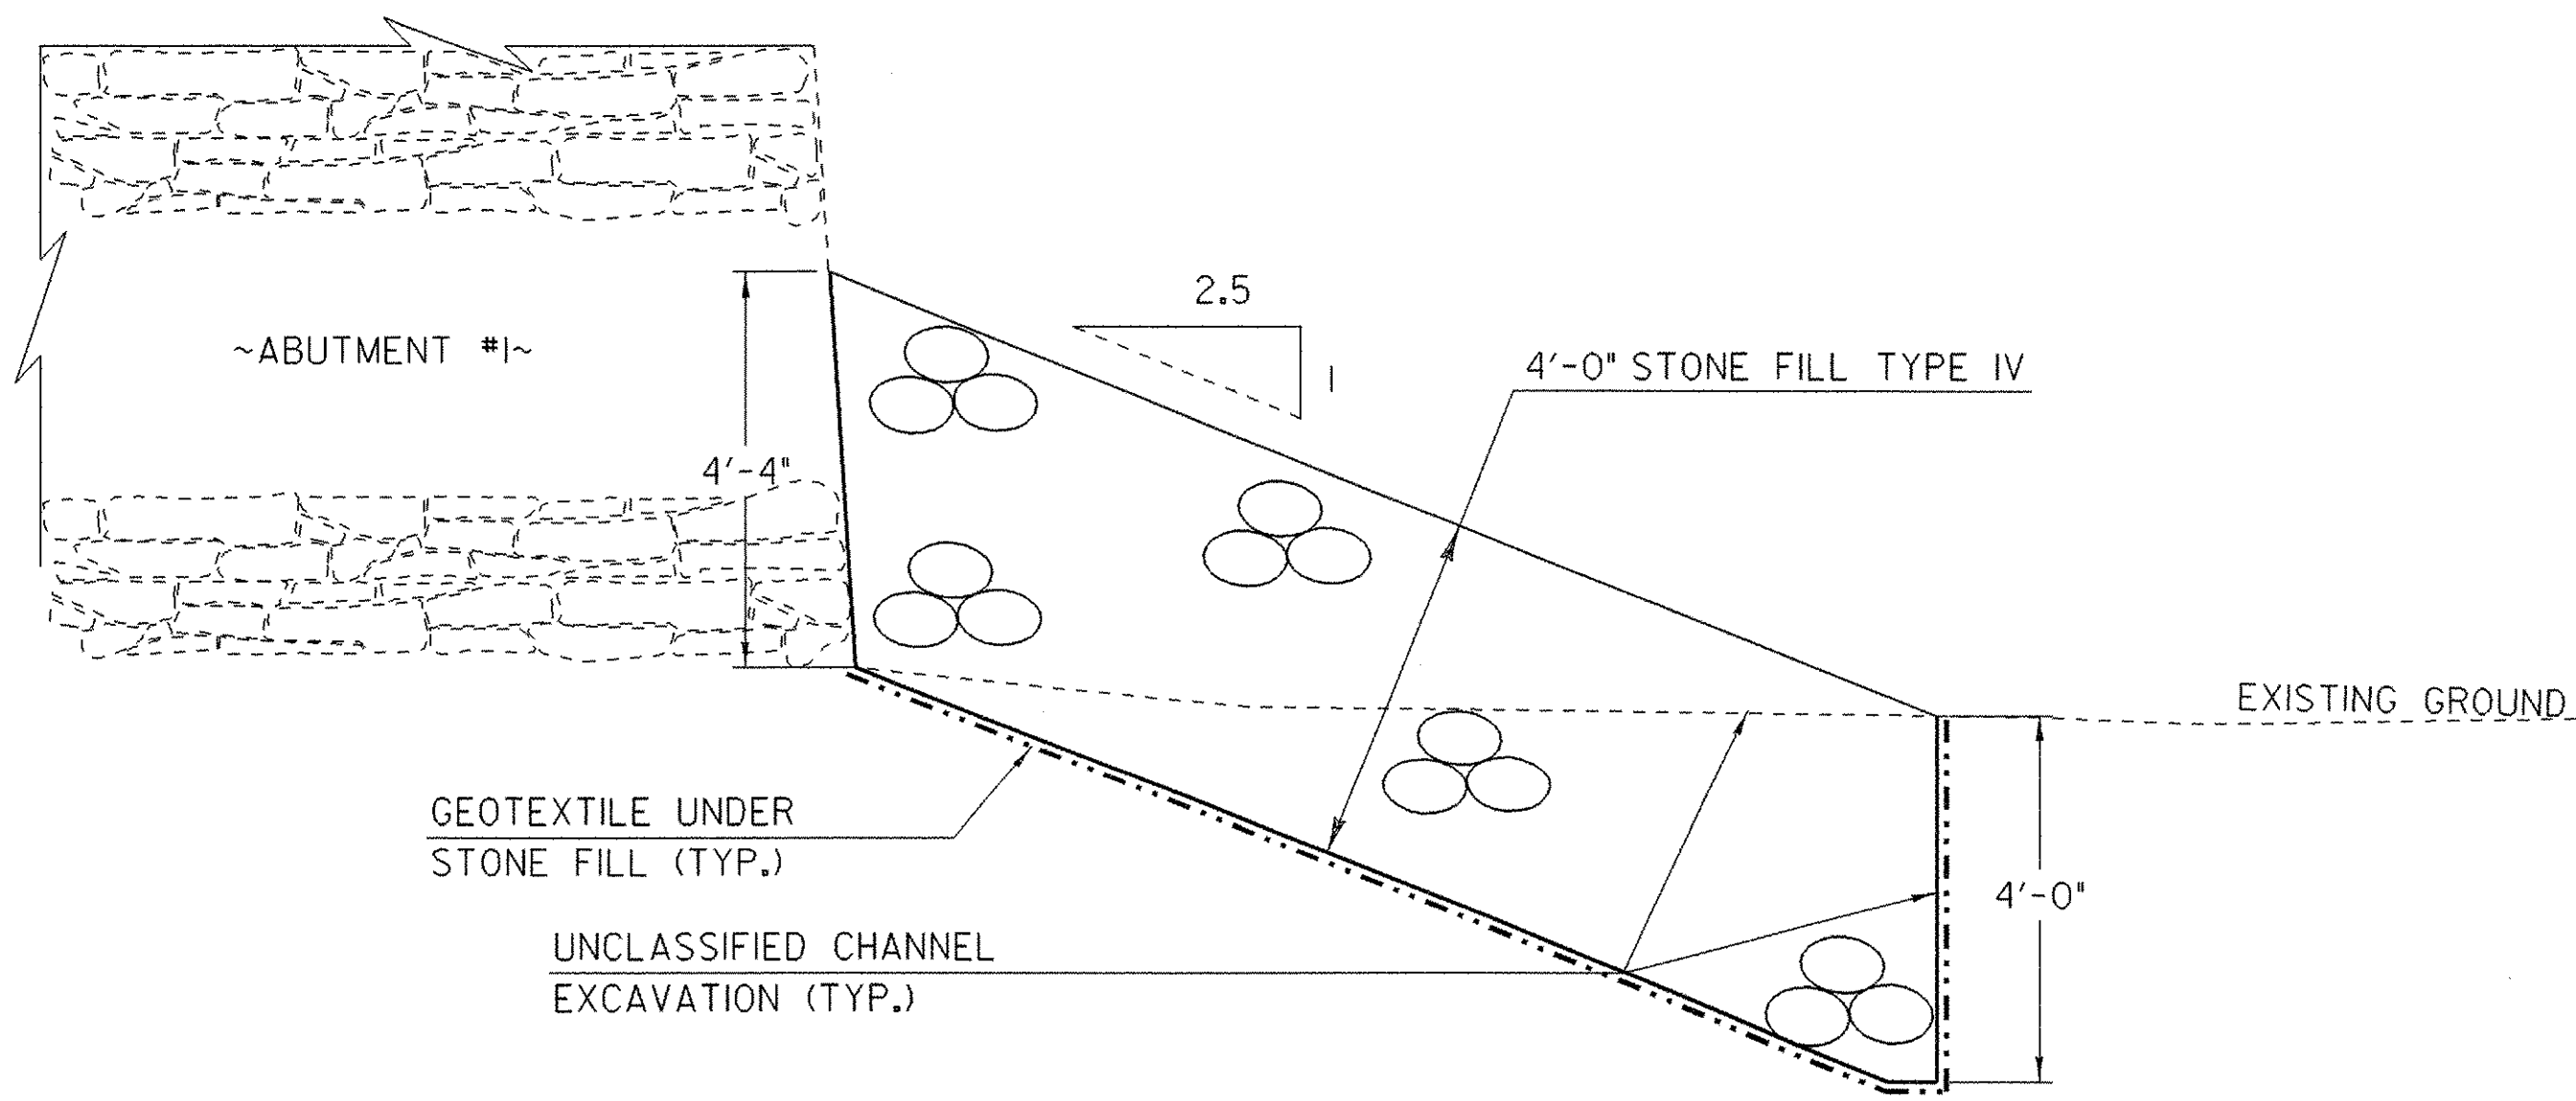 2.5
1
~ABUTMENT #1~
4'-0" STONE FILL TYPE IV
4'-4"
EXISTING GROUND
GEOTEXTILE UNDER
STONE FILL (TYP.)
4'-0"
UNCLASSIFIED CHANNEL
EXCAVATION (TYP.)